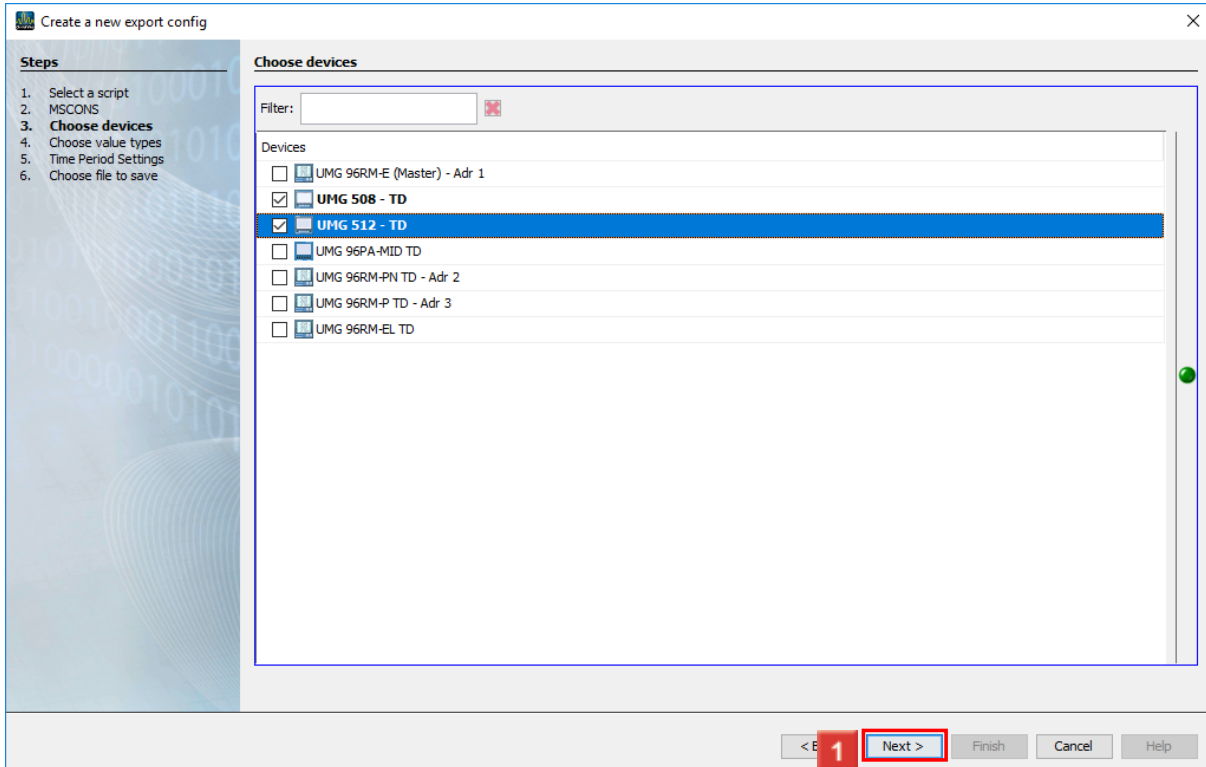 Create a new export config
Steps
1. Select a script
2. MSCONS
3. Choose devices
4. Choose value types
5. Time Period Settings
6. Choose file to save
Choose devices
Filter:
Devices
UMG 96RM-E (Master) - Adr 1
UMG 508 - TD
UMG 512 - TD
UMG 96PA-MID TD
UMG 96RM-PN TD - Adr 2
UMG 96RM-P TD - Adr 3
UMG 96RM-EL TD
< 1 Next > Finish Cancel Help